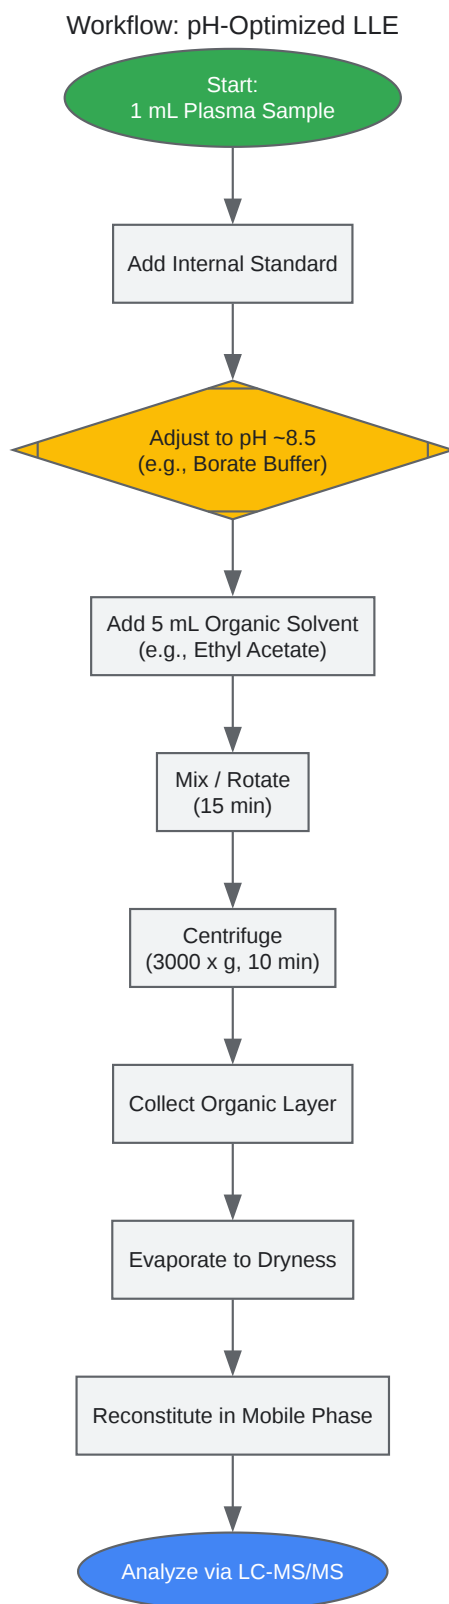 Workflow: pH-Optimized LLE
Start:
1 mL Plasma Sample
Add Internal Standard
Adjust to pH ~8.5
(e.g., Borate Buffer)
Add 5 mL Organic Solvent
(e.g., Ethyl Acetate)
Mix / Rotate
(15 min)
Centrifuge
(3000 x g, 10 min)
Collect Organic Layer
Evaporate to Dryness
Reconstitute in Mobile Phase
Analyze via LC-MS/MS